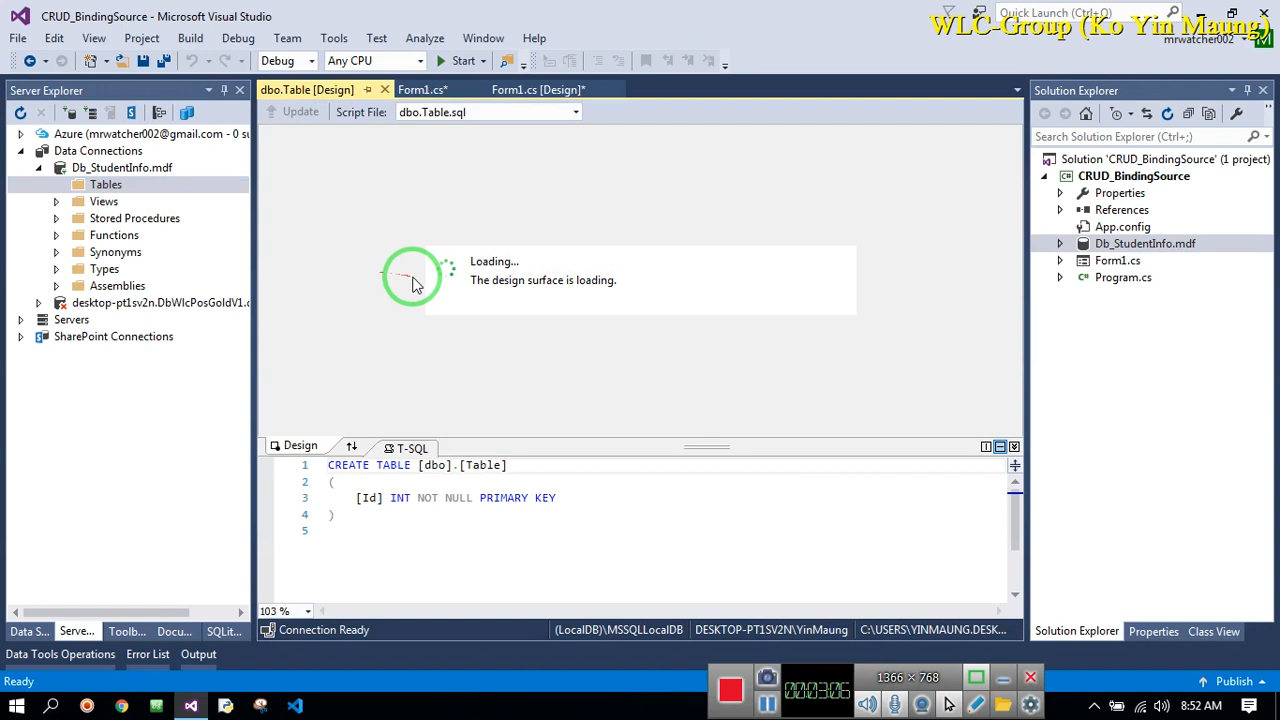 CRUD_BindingSource - Microsoft Visual Studio
Quick Launch (Ctrl+Q)
WLC-Group (Ko Yin Maung)
File Edit View Project Build Debug Team Tools Test Analyze Window Help
mrwatcher002
M
Debug Any CPU Start
Server Explorer
dbo.Table [Design] Form1.cs* Form1.cs [Design]*
Solution Explorer
Update Script File: dbo.Table.sql
Azure (mrwatcher002@gmail.com - 0 su
Data Connections
Db_StudentInfo.mdf
Tables
Views
Stored Procedures
Functions
Synonyms
Types
Assemblies
desktop-pt1sv2n.DbWlcPosGoldV1.
Servers
SharePoint Connections
Loading...
The design surface is loading.
Design T-SQL
1 CREATE TABLE [dbo].[Table]
2 (
3 [Id] INT NOT NULL PRIMARY KEY
4 )
5
103 %
Connection Ready (LocalDB)\MSSQLLocalDB DESKTOP-PT1SV2N\YinMaung C:\USERS\YINMAUNG.DESK...
Search Solution Explorer (Ctrl+;)
Solution 'CRUD_BindingSource' (1 project)
CRUD_BindingSource
Properties
References
App.config
Db_StudentInfo.mdf
Form1.cs
Program.cs
Data S... Serve... Toolb... Docu... SQLit...
Solution Explorer Properties Class View
Data Tools Operations Error List Output
Ready
Publish
00:03:06
1366 × 768
8:52 AM